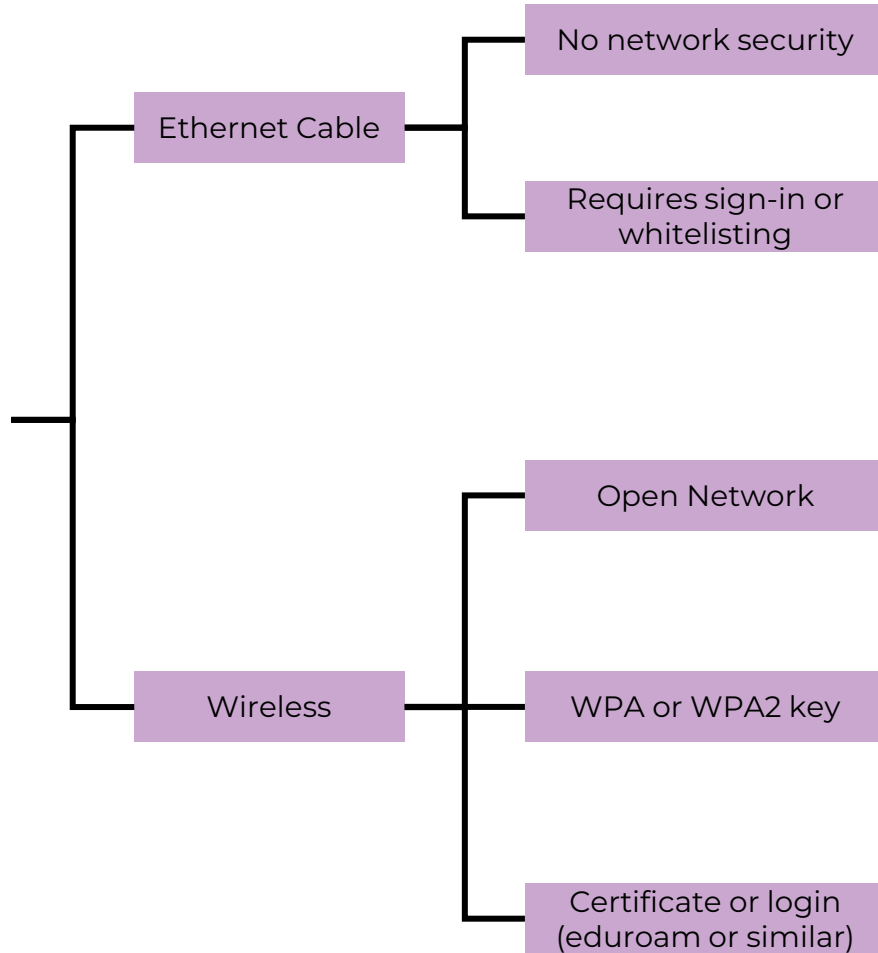 No network security
Ethernet Cable
Requires sign-in or
whitelisting
Open Network
Wireless
WPA or WPA2 key
Certificate or login
(eduroam or similar)